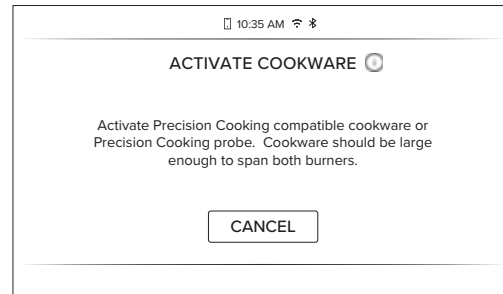 10:35 AM
ACTIVATE COOKWARE
Activate Precision Cooking compatible cookware or
Precision Cooking probe.  Cookware should be large
enough to span both burners.
CANCEL